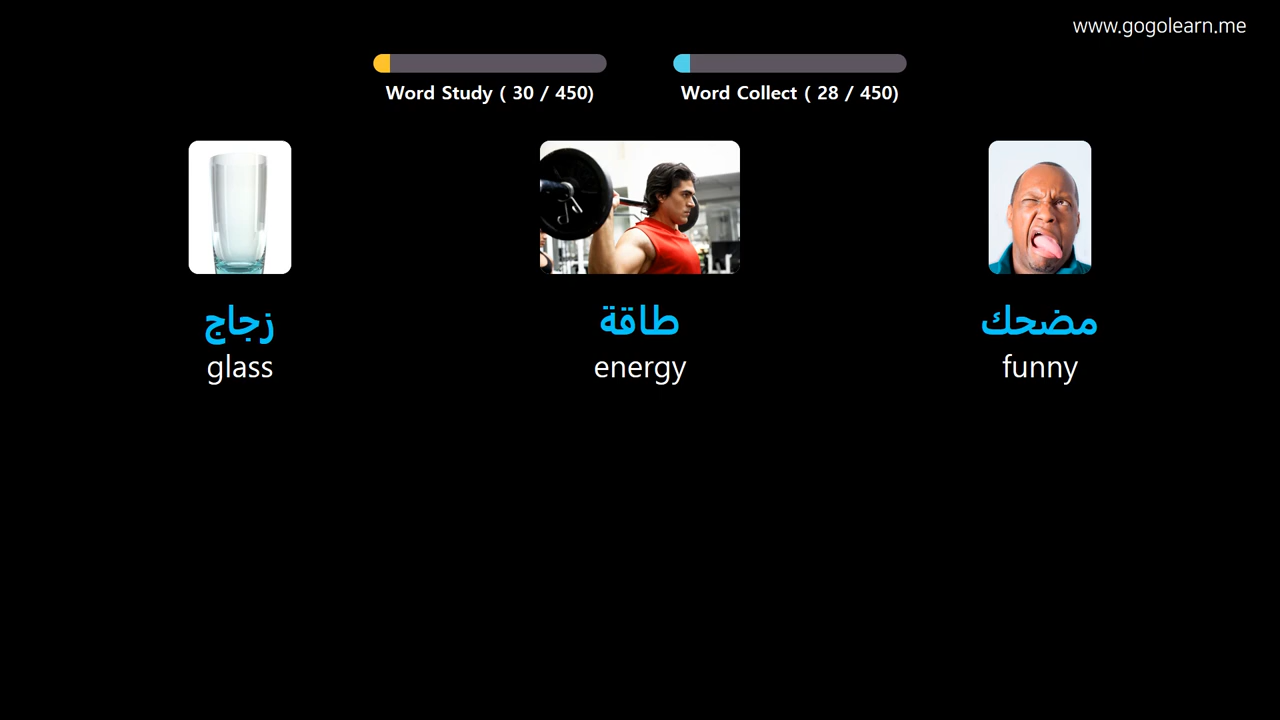 www.gogolearn.me
Word Study ( 30 / 450)
Word Collect ( 28 / 450)
زجاج
glass
طاقة
energy
مضحك
funny